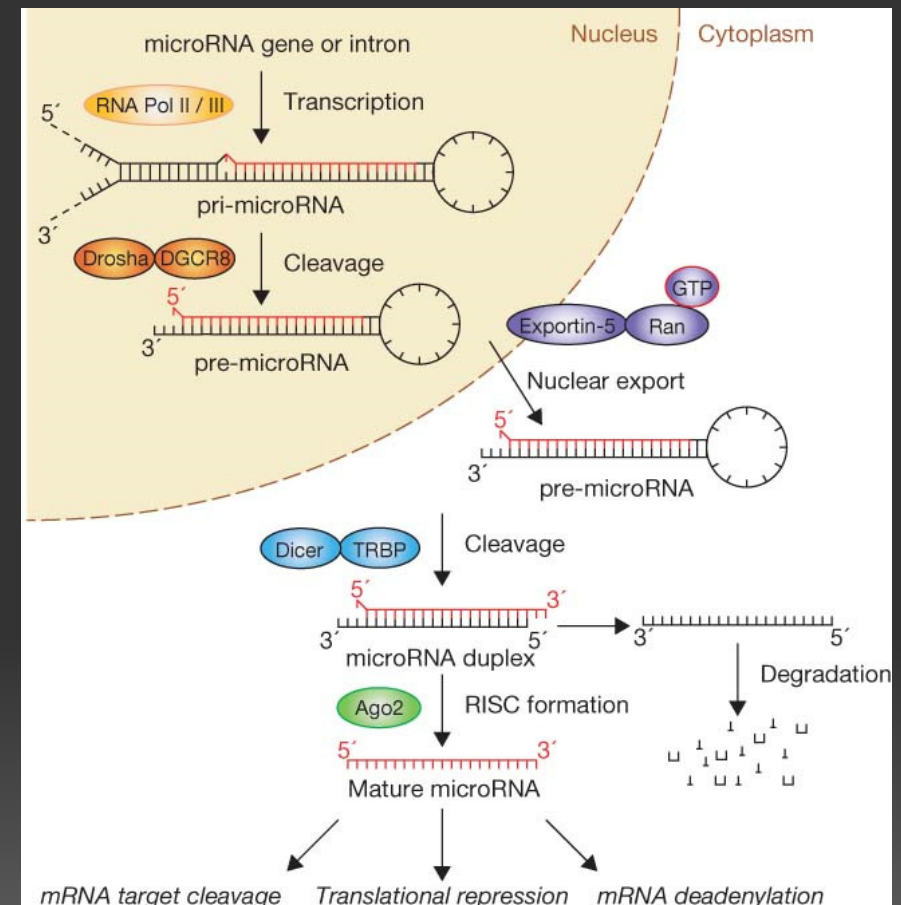 Nucleus
Cytoplasm
microRNA gene or intron
RNA Pol II / III
Transcription
5´
pri-microRNA
3´
Drosha
DGCR8
Cleavage
5´
3´
pre-microRNA
GTP
Exportin-5
Ran
Nuclear export
5´
3´
pre-microRNA
Dicer
TRBP
Cleavage
5´
3´
3´
5´
microRNA duplex
3´
5´
Degradation
Ago2
RISC formation
5´
3´
Mature microRNA
mRNA target cleavage
Translational repression
mRNA deadenylation